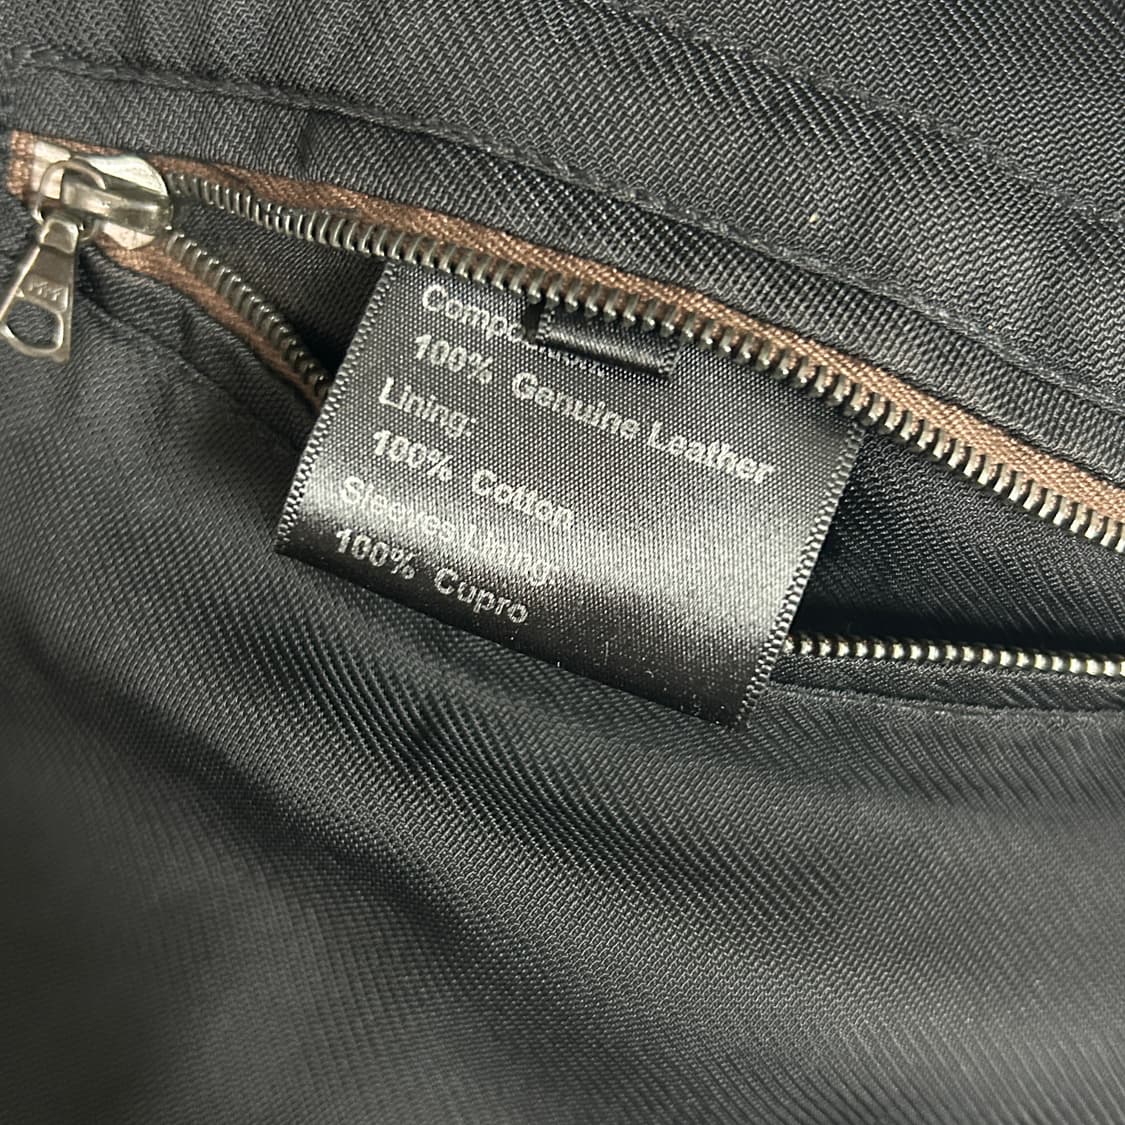 100% Genuine Leather
Lining:
100% Cotton
Sleeves Lining:
100% Cupro